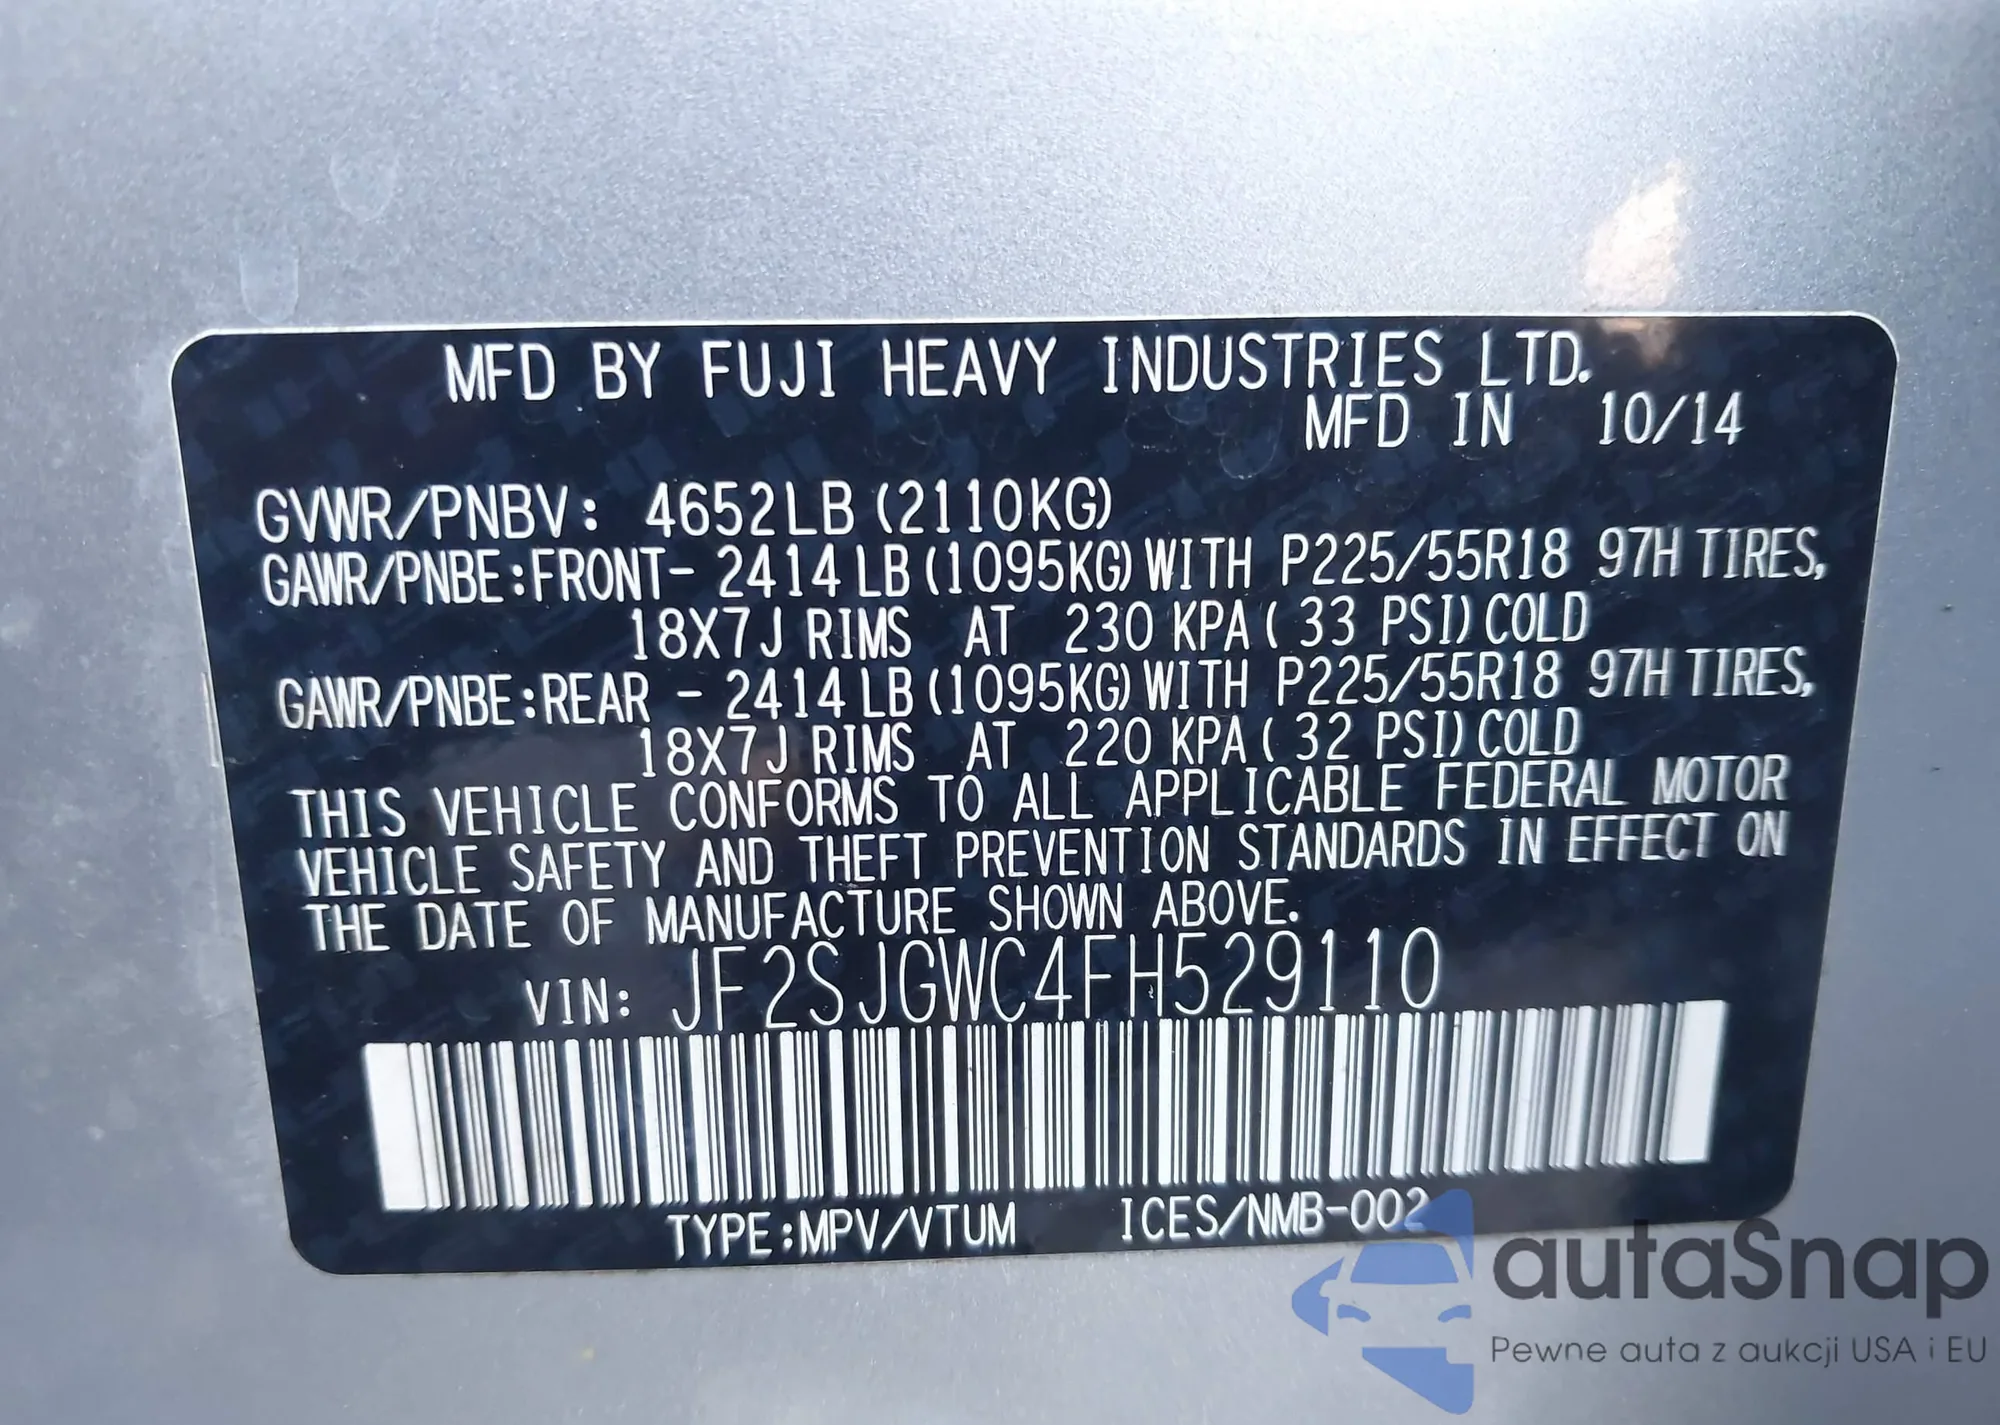 MFD BY FUJI HEAVY INDUSTRIES LTD.
MFD IN 10/14
GVWR/PNBV: 4652LB (2110KG)
GAWR/PNBE:FRONT- 2414 LB (1095KG) WITH P225/55R18 97H TIRES,
18X7J RIMS AT 230 KPA ( 33 PSI) COLD
GAWR/PNBE:REAR - 2414 LB (1095KG) WITH P225/55R18 97H TIRES,
18X7J RIMS AT 220 KPA ( 32 PSI) COLD
THIS VEHICLE CONFORMS TO ALL APPLICABLE FEDERAL MOTOR
VEHICLE SAFETY AND THEFT PREVENTION STANDARDS IN EFFECT ON
THE DATE OF MANUFACTURE SHOWN ABOVE.
VIN: JF2SJGWC4FH529110
TYPE:MPV/VTUM ICES/NMB-002
autaSnap
Pewne auta z aukcji USA i EU